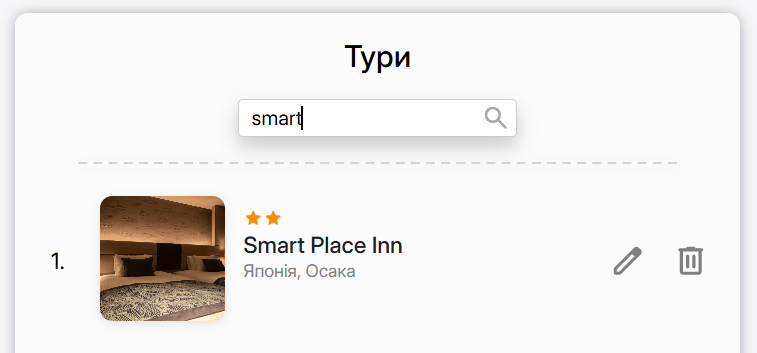 Тури
smart
1.
Smart Place Inn
Японія, Осака